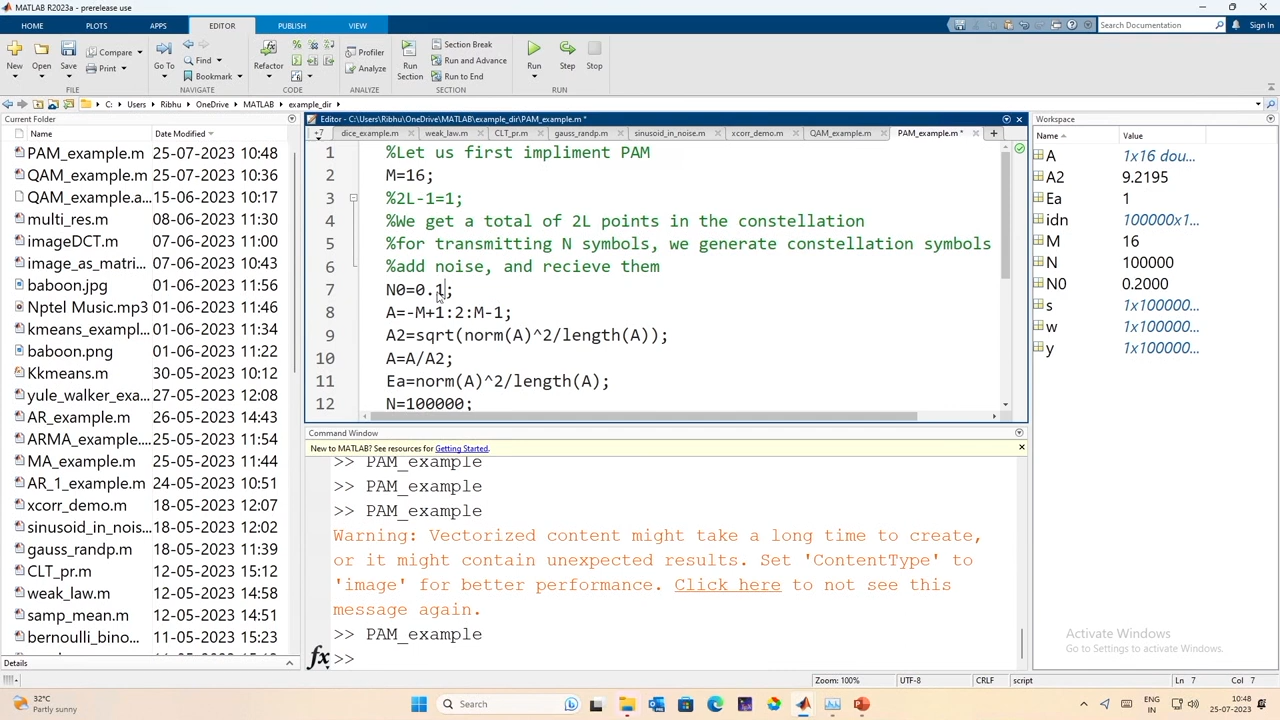 MATLAB R2023a - prerelease use
HOME PLOTS APPS EDITOR PUBLISH VIEW
Search Documentation Sign In
New Open Save Compare Print Go To Find Bookmark Refactor Profiler Analyze Run Section Section Break Run and Advance Run to End Run Step Stop
FILE NAVIGATE CODE ANALYZE SECTION RUN
C: Users Ribhu OneDrive MATLAB example_dir
Current Folder
Name Date Modified
PAM_example.m 25-07-2023 10:48
QAM_example.m 25-07-2023 10:36
QAM_example.a... 15-06-2023 10:17
multi_res.m 08-06-2023 11:30
imageDCT.m 07-06-2023 11:00
image_as_matri... 07-06-2023 10:43
baboon.jpg 07-06-2023 11:46
Nptel Music.mp3 07-06-2023 11:46
kmeans_exampl... 07-06-2023 11:36
baboon.png 07-06-2023 11:22
Kkmeans.m 30-05-2023 10:12
yule_walker_exa... 27-05-2023 12:08
AR_example.m 26-05-2023 14:43
ARMA_example.... 25-05-2023 11:54
MA_example.m 25-05-2023 11:44
AR_1_example.m 24-05-2023 10:51
xcorr_demo.m 18-05-2023 12:07
sinusoid_in_nois... 18-05-2023 12:02
gauss_randp.m 18-05-2023 11:39
CLT_pr.m 12-05-2023 15:12
weak_law.m 12-05-2023 14:58
samp_mean.m 12-05-2023 14:51
bernoulli_bino... 11-05-2023 15:23
Details
Editor - C:\Users\Ribhu\OneDrive\MATLAB\example_dir\PAM_example.m *
+7 dice_example.m weak_law.m CLT_pr.m gauss_randp.m sinusoid_in_noise.m xcorr_demo.m QAM_example.m PAM_example.m *
1 %Let us first impliment PAM
2 M=16;
3 %2L-1=1;
4 %We get a total of 2L points in the constellation
5 %for transmitting N symbols, we generate constellation symbols
6 %add noise, and recieve them
7 N0=0.1;
8 A=-M+1:2:M-1;
9 A2=sqrt(norm(A)^2/length(A));
10 A=A/A2;
11 Ea=norm(A)^2/length(A);
12 N=100000;
Command Window
New to MATLAB? See resources for Getting Started.
>> PAM_example
>> PAM_example
>> PAM_example
Warning: Vectorized content might take a long time to create,
or it might contain unexpected results. Set 'ContentType' to
'image' for better performance. Click here to not see this
message again.
>> PAM_example
fx >>
Workspace
Name Value
A 1x16 dou...
A2 9.2195
Ea 1
idn 100000x1...
M 16
N 100000
N0 0.2000
s 1x100000...
w 1x100000...
y 1x100000...
Activate Windows
Go to Settings to activate Windows.
Zoom: 100% UTF-8 CRLF script Ln 7 Col 7
32°C
Partly sunny
Search
ENG
IN
10:48
25-07-2023